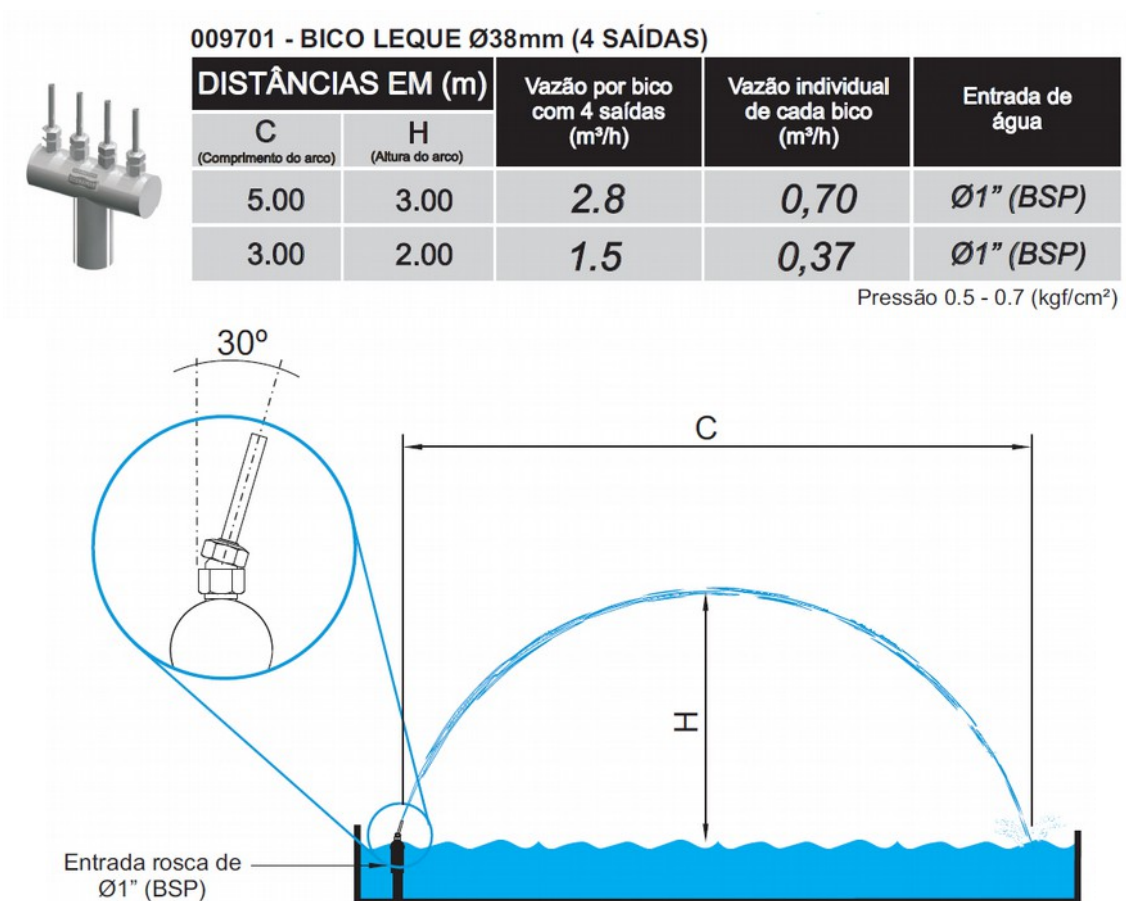 009701 - BICO LEQUE Ø38mm (4 SAÍDAS)
DISTÂNCIAS EM (m)
C
(Comprimento do arco)
H
(Altura do arco)
Vazão por bico
com 4 saídas
(m³/h)
Vazão individual
de cada bico
(m³/h)
Entrada de
água
5.00 3.00 2.8 0,70 Ø1” (BSP)
3.00 2.00 1.5 0,37 Ø1” (BSP)
Pressão 0.5 - 0.7 (kgf/cm²)
30º
C
H
Entrada rosca de
Ø1” (BSP)